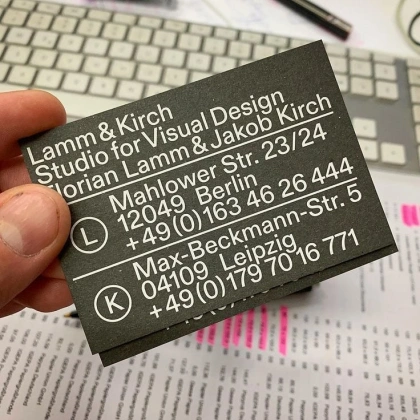 Lamm & Kirch
Studio for Visual Design
Florian Lamm & Jakob Kirch
L
Mahlower Str. 23/24
12049 Berlin
+49 (0) 163 46 26 444
K
Max-Beckmann-Str. 5
04109 Leipzig
+49 (0) 179 70 16 771